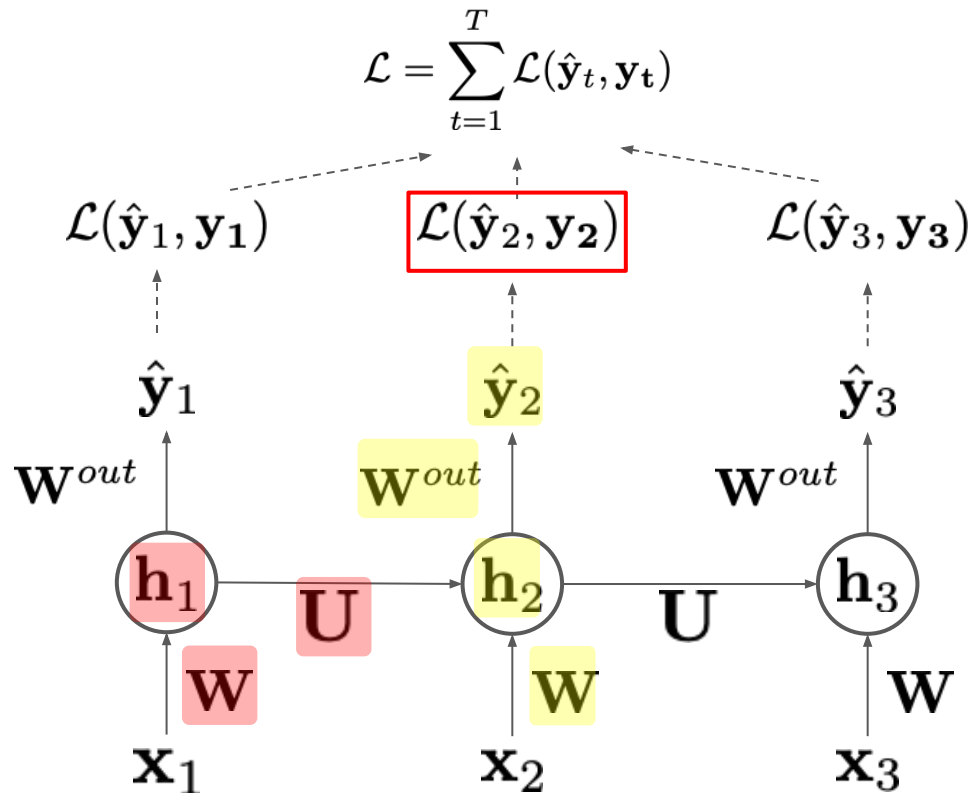 ℒ = ∑_{t=1}^{T} ℒ(ŷ_t, y_t)
ℒ(ŷ_1, y_1) ℒ(ŷ_2, y_2) ℒ(ŷ_3, y_3)
ŷ_1 ŷ_2 ŷ_3
W^{out} W^{out} W^{out}
h_1 h_2 h_3
U U
W W W
x_1 x_2 x_3